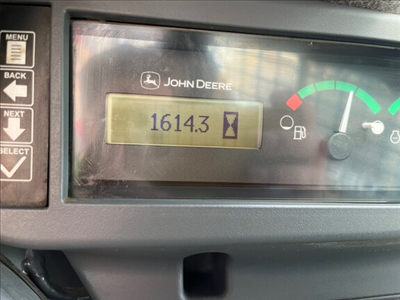 MENU
BACK
NEXT
SELECT
JOHN DEERE
1614.3